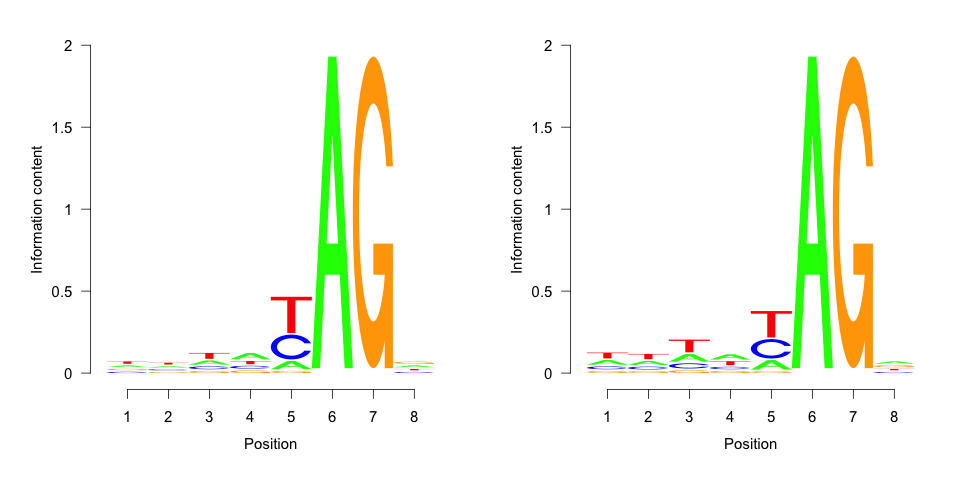 2
1.5
1
0.5
0
Information content
T
C
A
A
G
1 2 3 4 5 6 7 8
Position
2
1.5
1
0.5
0
Information content
T
C
A
A
G
1 2 3 4 5 6 7 8
Position